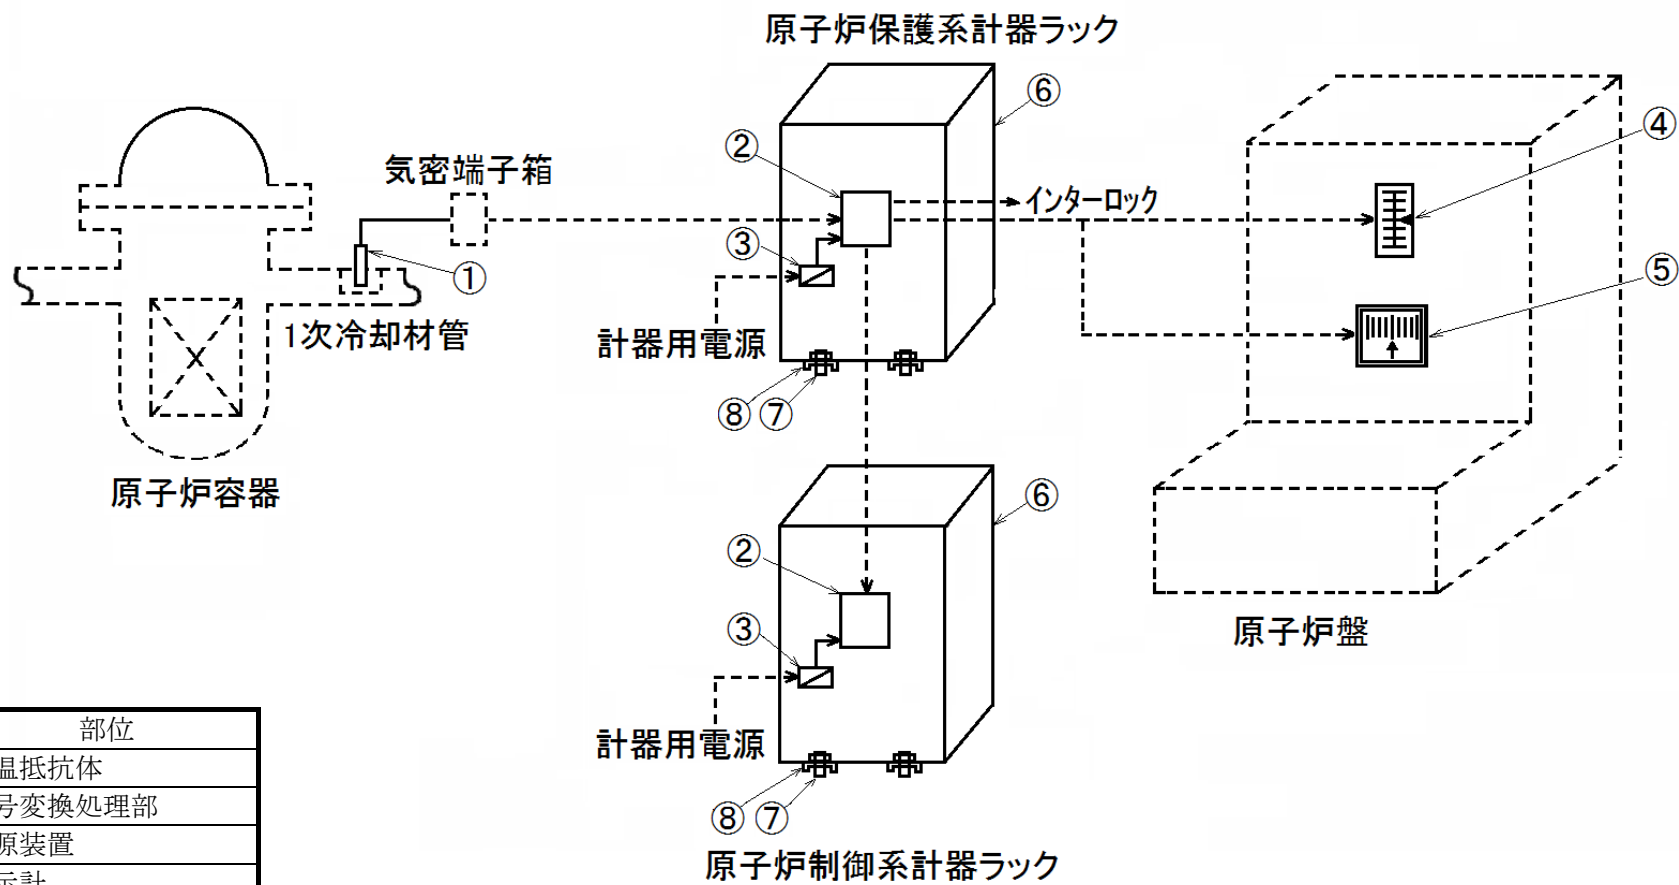 原子炉保護系計器ラック
⑥
④
②
気密端子箱
インターロック
③
①
⑤
1次冷却材管
計器用電源
⑧ ⑦
原子炉容器
⑥
②
③
原子炉盤
計器用電源
⑧ ⑦
原子炉制御系計器ラック
部位
温抵抗体
号変換処理部
源装置
示計